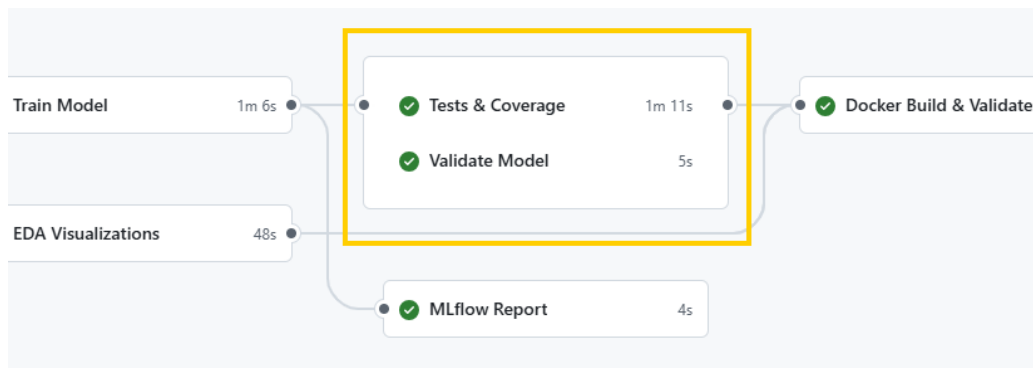 Train Model 1m 6s
Tests & Coverage 1m 11s
Docker Build & Validate
Validate Model 5s
EDA Visualizations 48s
MLflow Report 4s